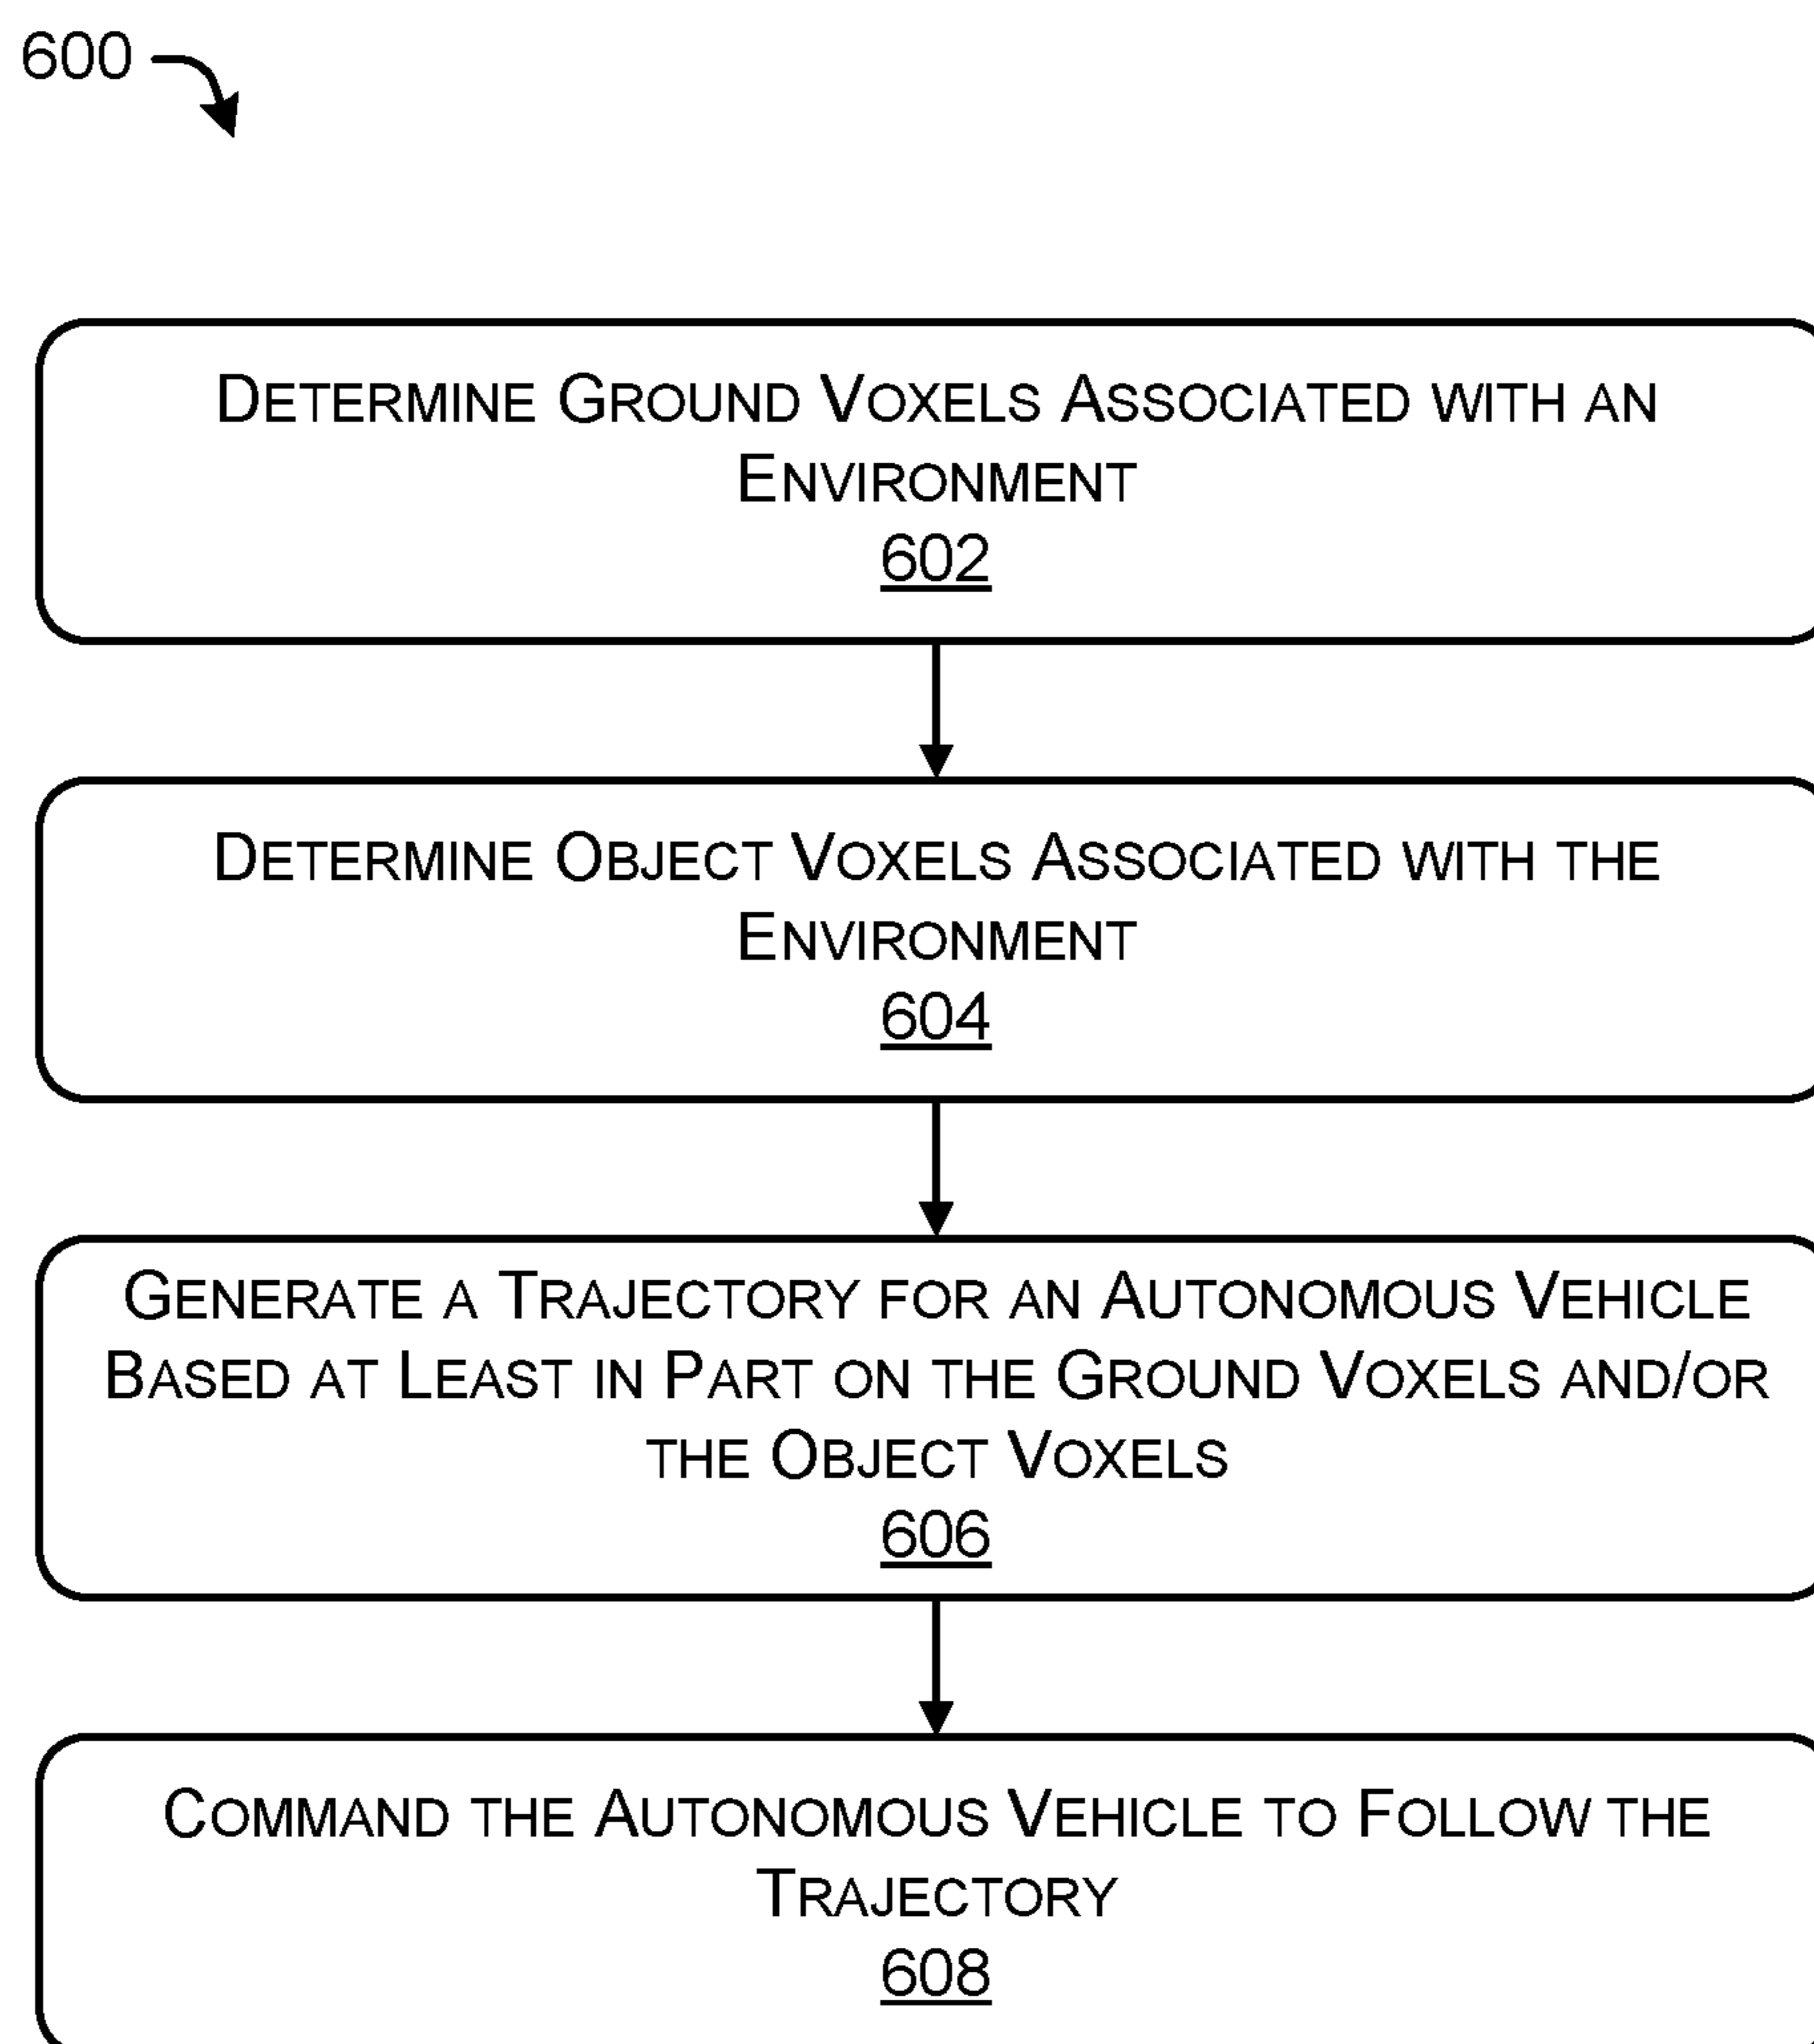 600
Determine Ground Voxels Associated with an
Environment
602
Determine Object Voxels Associated with the
Environment
604
Generate a Trajectory for an Autonomous Vehicle
Based at Least in Part on the Ground Voxels and/or
the Object Voxels
606
Command the Autonomous Vehicle to Follow the
Trajectory
608